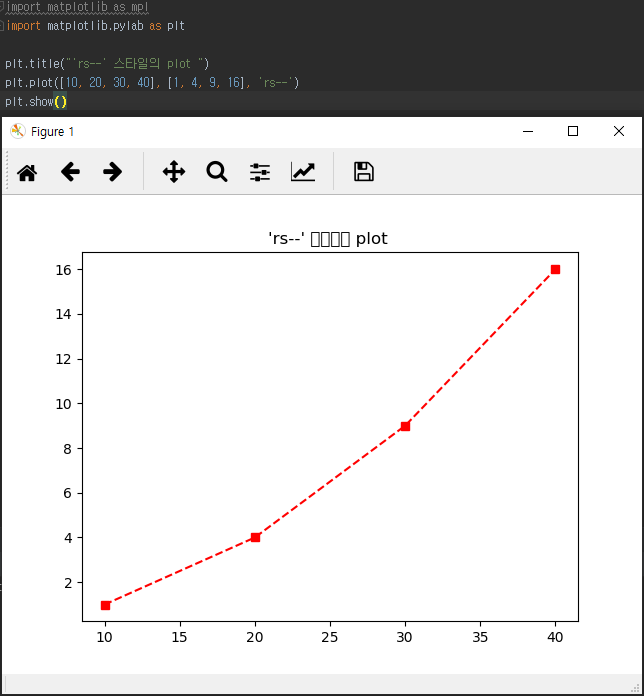 import matplotlib as mpl
import matplotlib.pylab as plt
plt.title("'rs--' 스타일의 plot ")
plt.plot([10, 20, 30, 40], [1, 4, 9, 16], 'rs--')
plt.show()
Figure 1
'rs--' □□□□ plot
16
14
12
10
8
6
4
2
10 15 20 25 30 35 40